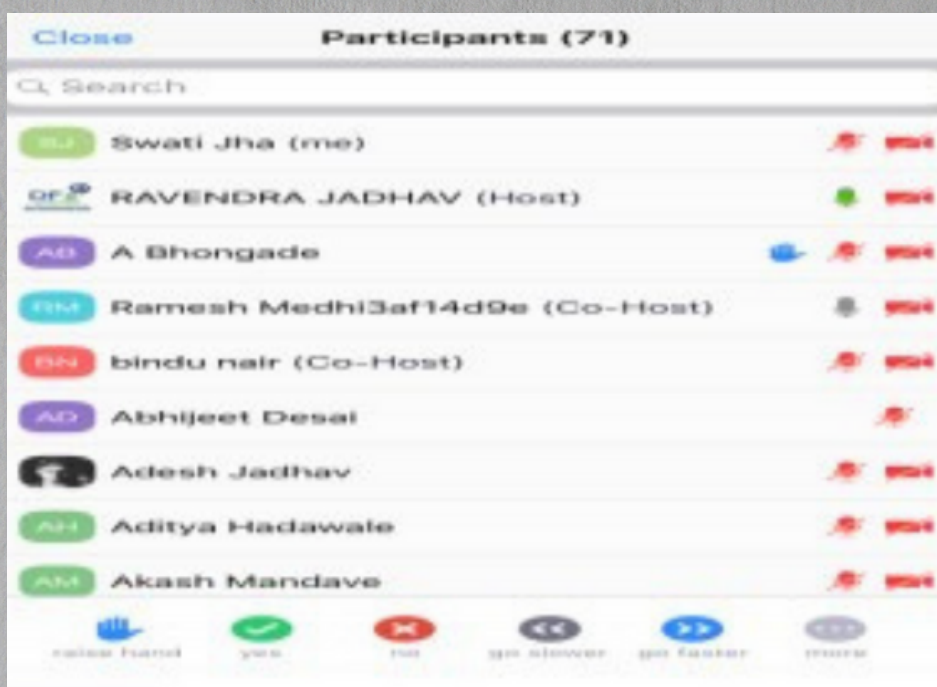 Close Participants (71)
Search
SJ Swati Jha (me)
RAVENDRA JADHAV (Host)
AB A Bhongade
RM Ramesh Medhi3af14d9e (Co-Host)
BN bindu nair (Co-Host)
AD Abhijeet Desai
Adesh Jadhav
AH Aditya Hadawale
AM Akash Mandave
raise hand yes no go slower go faster more